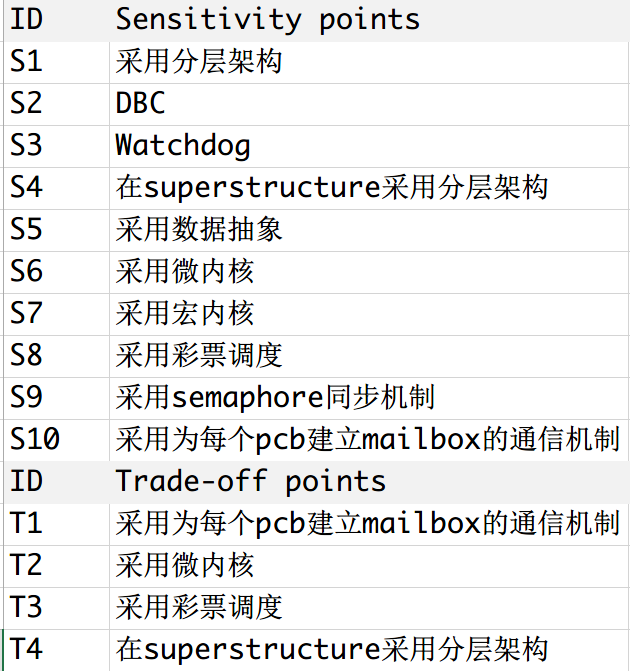 ID Sensitivity points
S1 采用分层架构
S2 DBC
S3 Watchdog
S4 在superstructure采用分层架构
S5 采用数据抽象
S6 采用微内核
S7 采用宏内核
S8 采用彩票调度
S9 采用semaphore同步机制
S10 采用为每个pcb建立mailbox的通信机制
ID Trade-off points
T1 采用为每个pcb建立mailbox的通信机制
T2 采用微内核
T3 采用彩票调度
T4 在superstructure采用分层架构